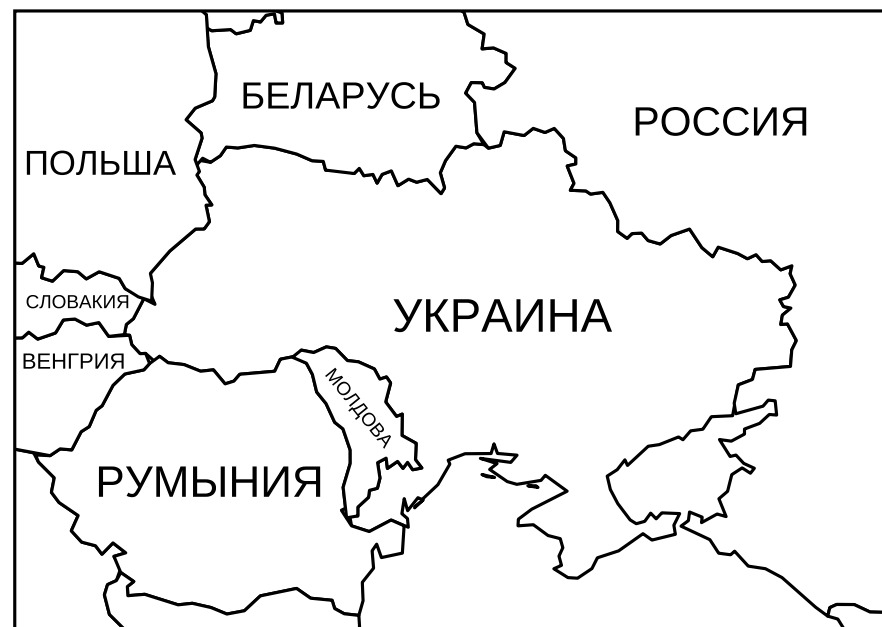 БЕЛАРУСЬ
РОССИЯ
ПОЛЬША
СЛОВАКИЯ
УКРАИНА
ВЕНГРИЯ
МОЛДОВА
РУМЫНИЯ